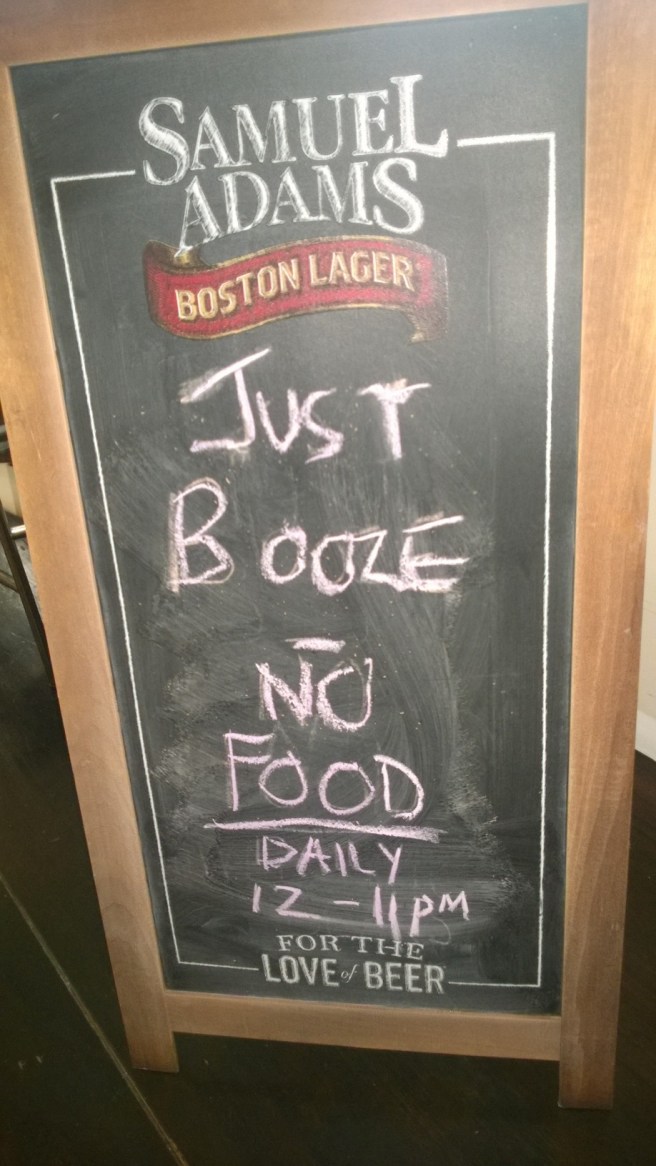 SAMUEL
ADAMS
BOSTON LAGER
JUST
BOOZE
-
NO
FOOD
DAILY
12 - 11PM
FOR THE
LOVE of BEER